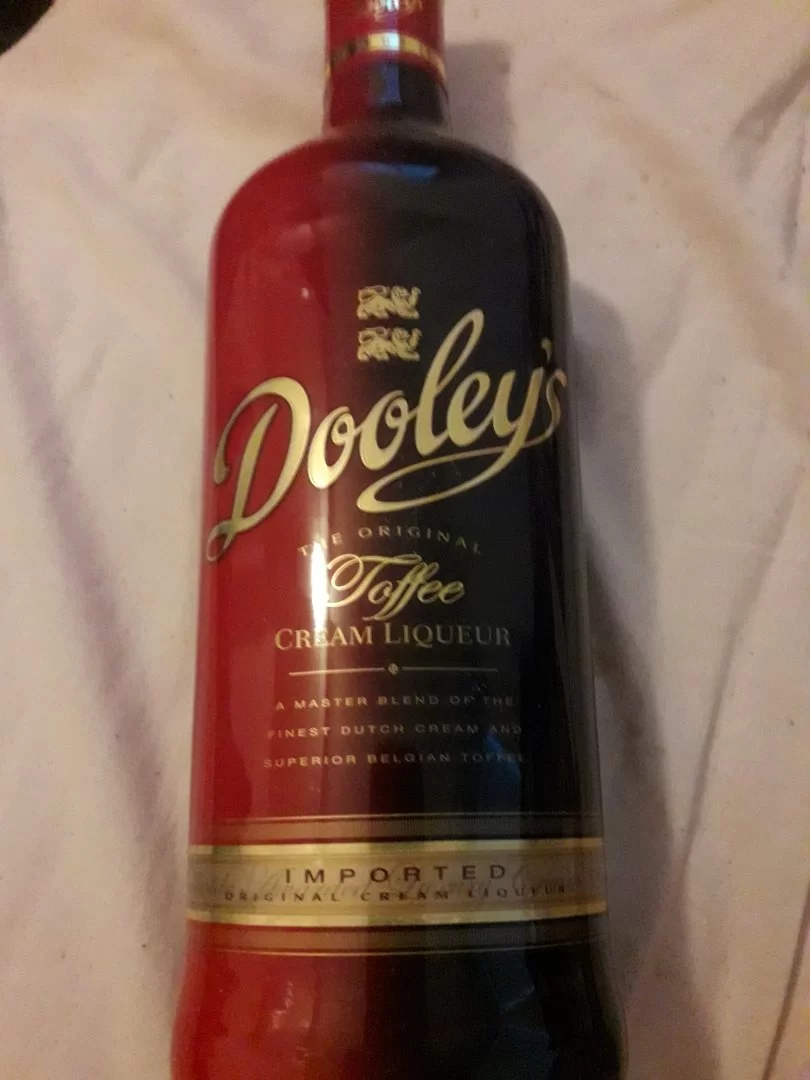 Dooley's
THE ORIGINAL
Toffee
CREAM LIQUEUR
A MASTER BLEND OF THE
FINEST DUTCH CREAM AND
SUPERIOR BELGIAN TOFFEE
IMPORTED
ORIGINAL CREAM LIQUEUR